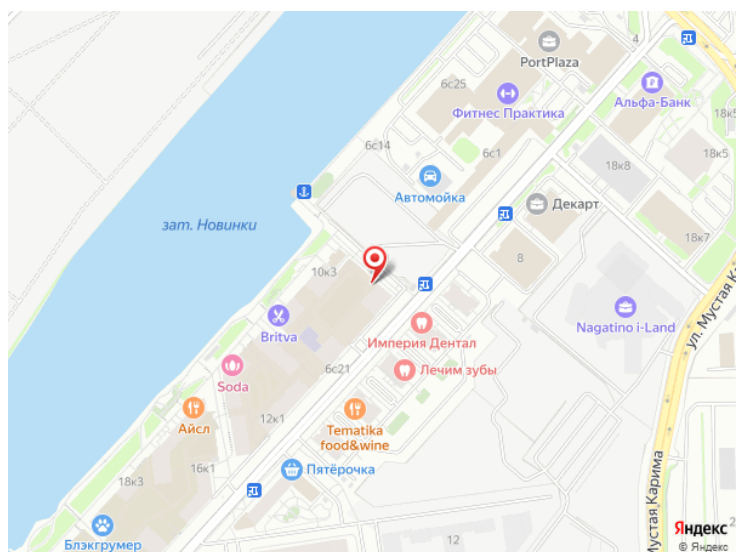 4
PortPlaza
6с25
Фитнес Практика
Альфа-Банк
18к5
6с14
6с1
18к8
18к5
Автомойка
Декарт
зат. Новинки
18к7
8
10к3
Britva
Империя Дентал
Nagatino i-Land
ул. Мустая Ка
Soda
6с21
Лечим зубы
12к1
Айсл
Tematika
food&wine
16к1
Пятёрочка
Мустая Карима
18к3
Блэкгрумер
12
2
Яндекс
© Яндекс